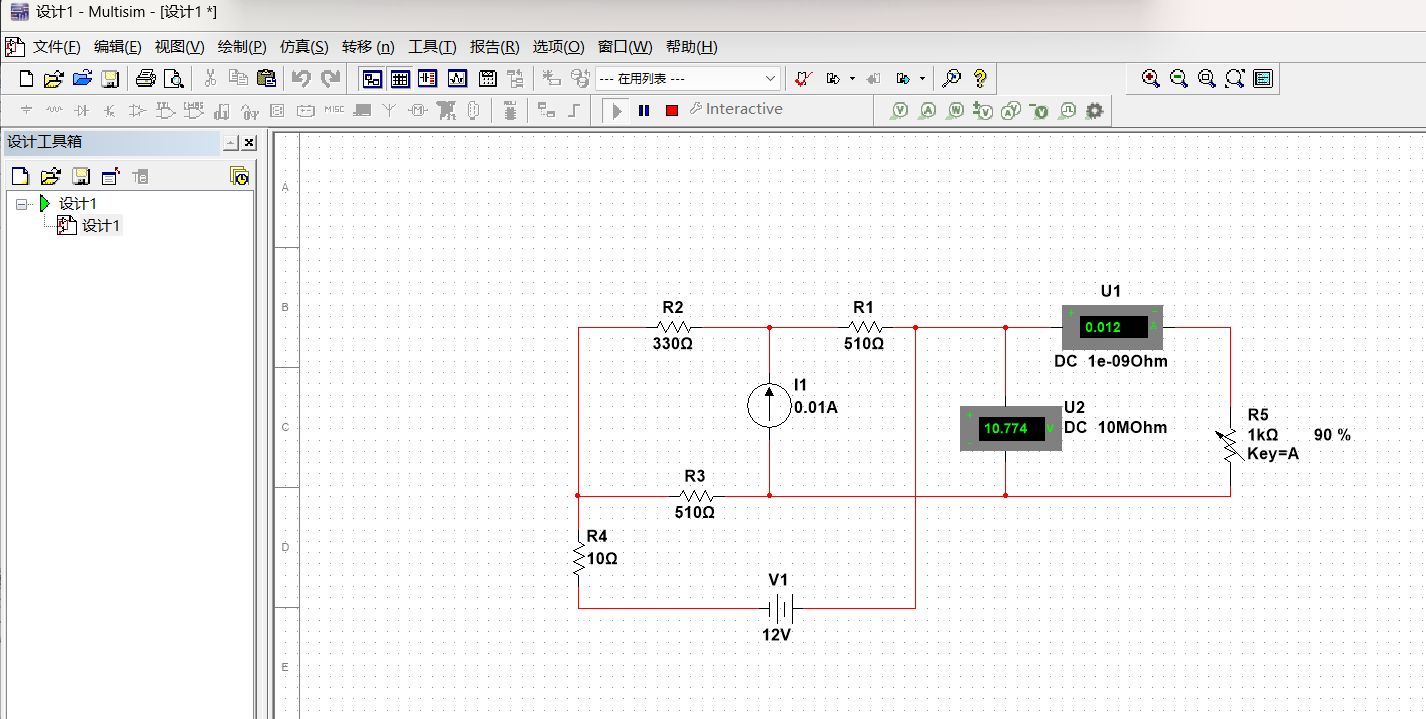 设计1 - Multisim - [设计1 *]
文件(F) 编辑(E) 视图(V) 绘制(P) 仿真(S) 转移 (n) 工具(T) 报告(R) 选项(O) 窗口(W) 帮助(H)
--- 在用列表 ---
MISC
Interactive
设计工具箱
设计1
设计1
A
B
C
D
E
R2
330Ω
R1
510Ω
U1
0.012 A
DC 1e-09Ohm
I1
0.01A
U2
10.774 V
DC 10MOhm
R5
1kΩ 90 %
Key=A
R3
510Ω
R4
10Ω
V1
12V